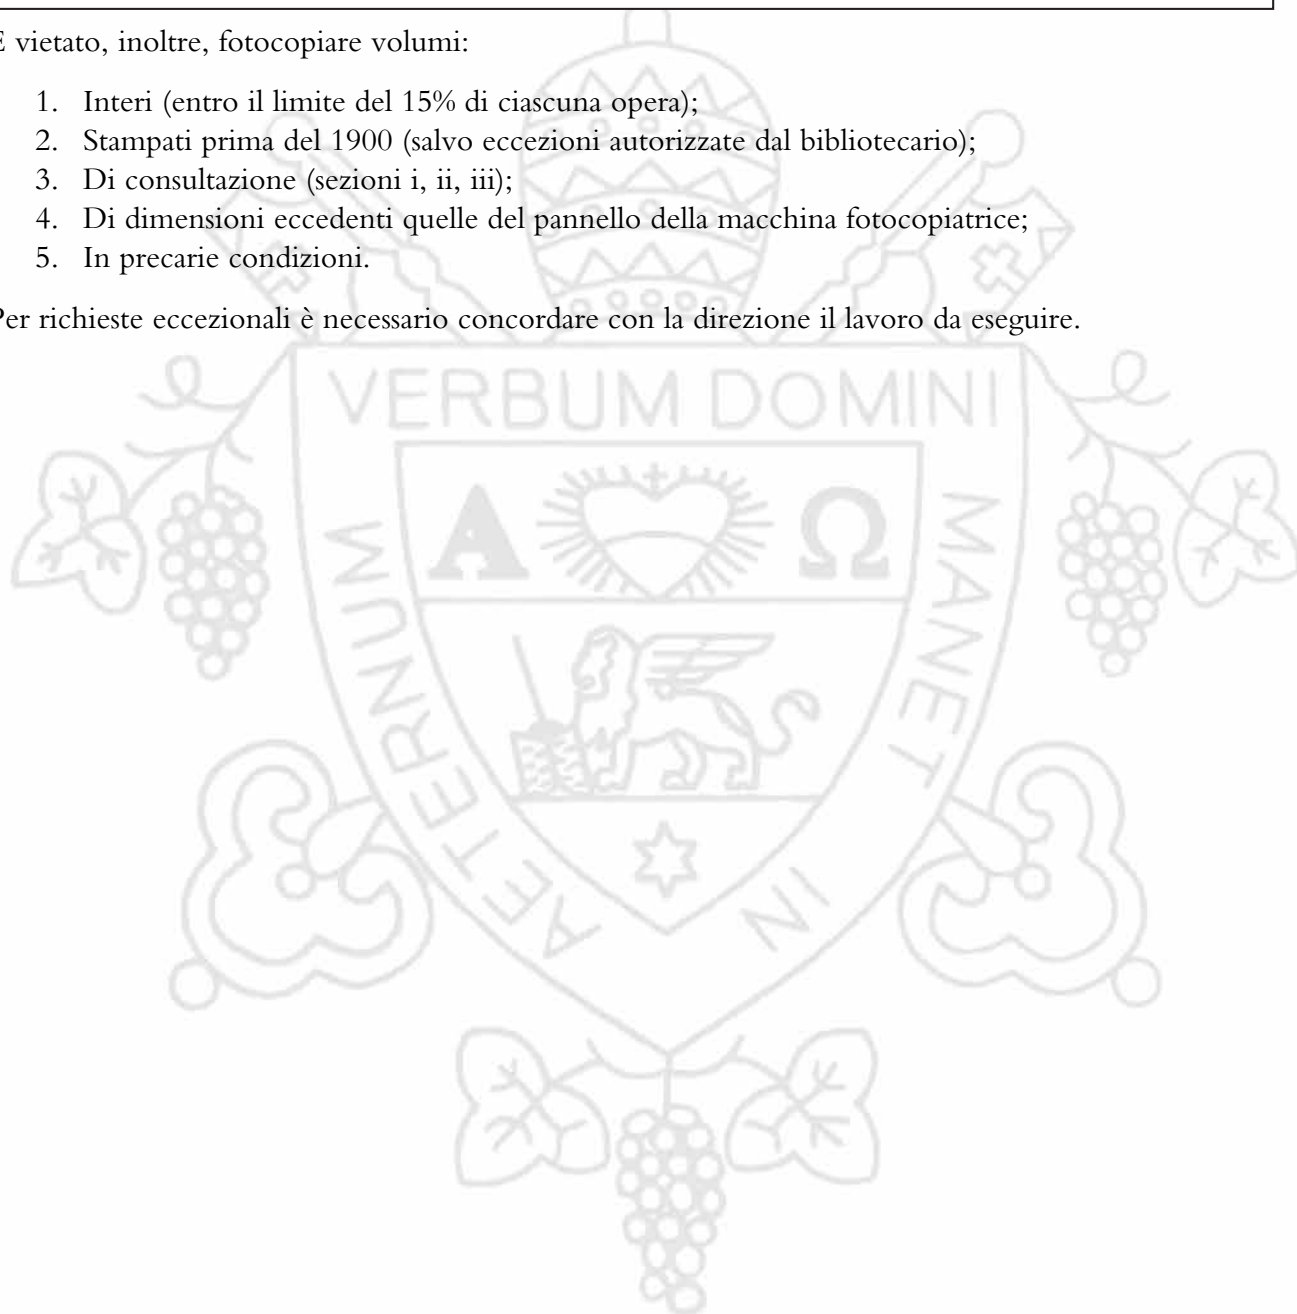 È vietato, inoltre, fotocopiare volumi:
1. Interi (entro il limite del 15% di ciascuna opera);
2. Stampati prima del 1900 (salvo eccezioni autorizzate dal bibliotecario);
3. Di consultazione (sezioni i, ii, iii);
4. Di dimensioni eccedenti quelle del pannello della macchina fotocopiatrice;
5. In precarie condizioni.
Per richieste eccezionali è necessario concordare con la direzione il lavoro da eseguire.
VERBUM DOMINI
MANET
IN
AETERNUM
Α Ω